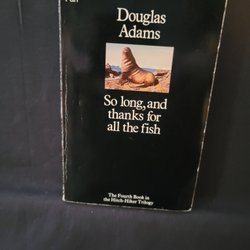 Douglas
Adams
So long, and
thanks for
all the fish
The Fourth Book in
the Hitch-Hiker Trilogy